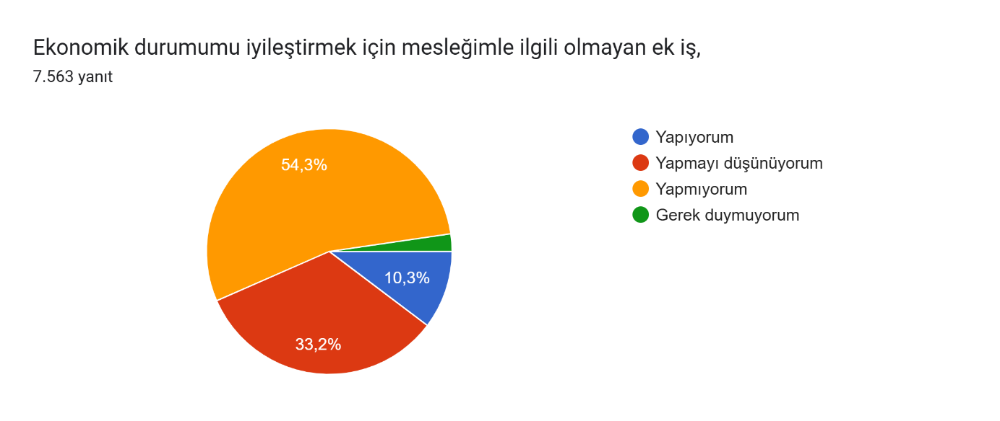 Ekonomik durumumu iyileştirmek için mesleğimle ilgili olmayan ek iş,
7.563 yanıt
54,3%
10,3%
33,2%
Yapıyorum
Yapmayı düşünüyorum
Yapmıyorum
Gerek duymuyorum